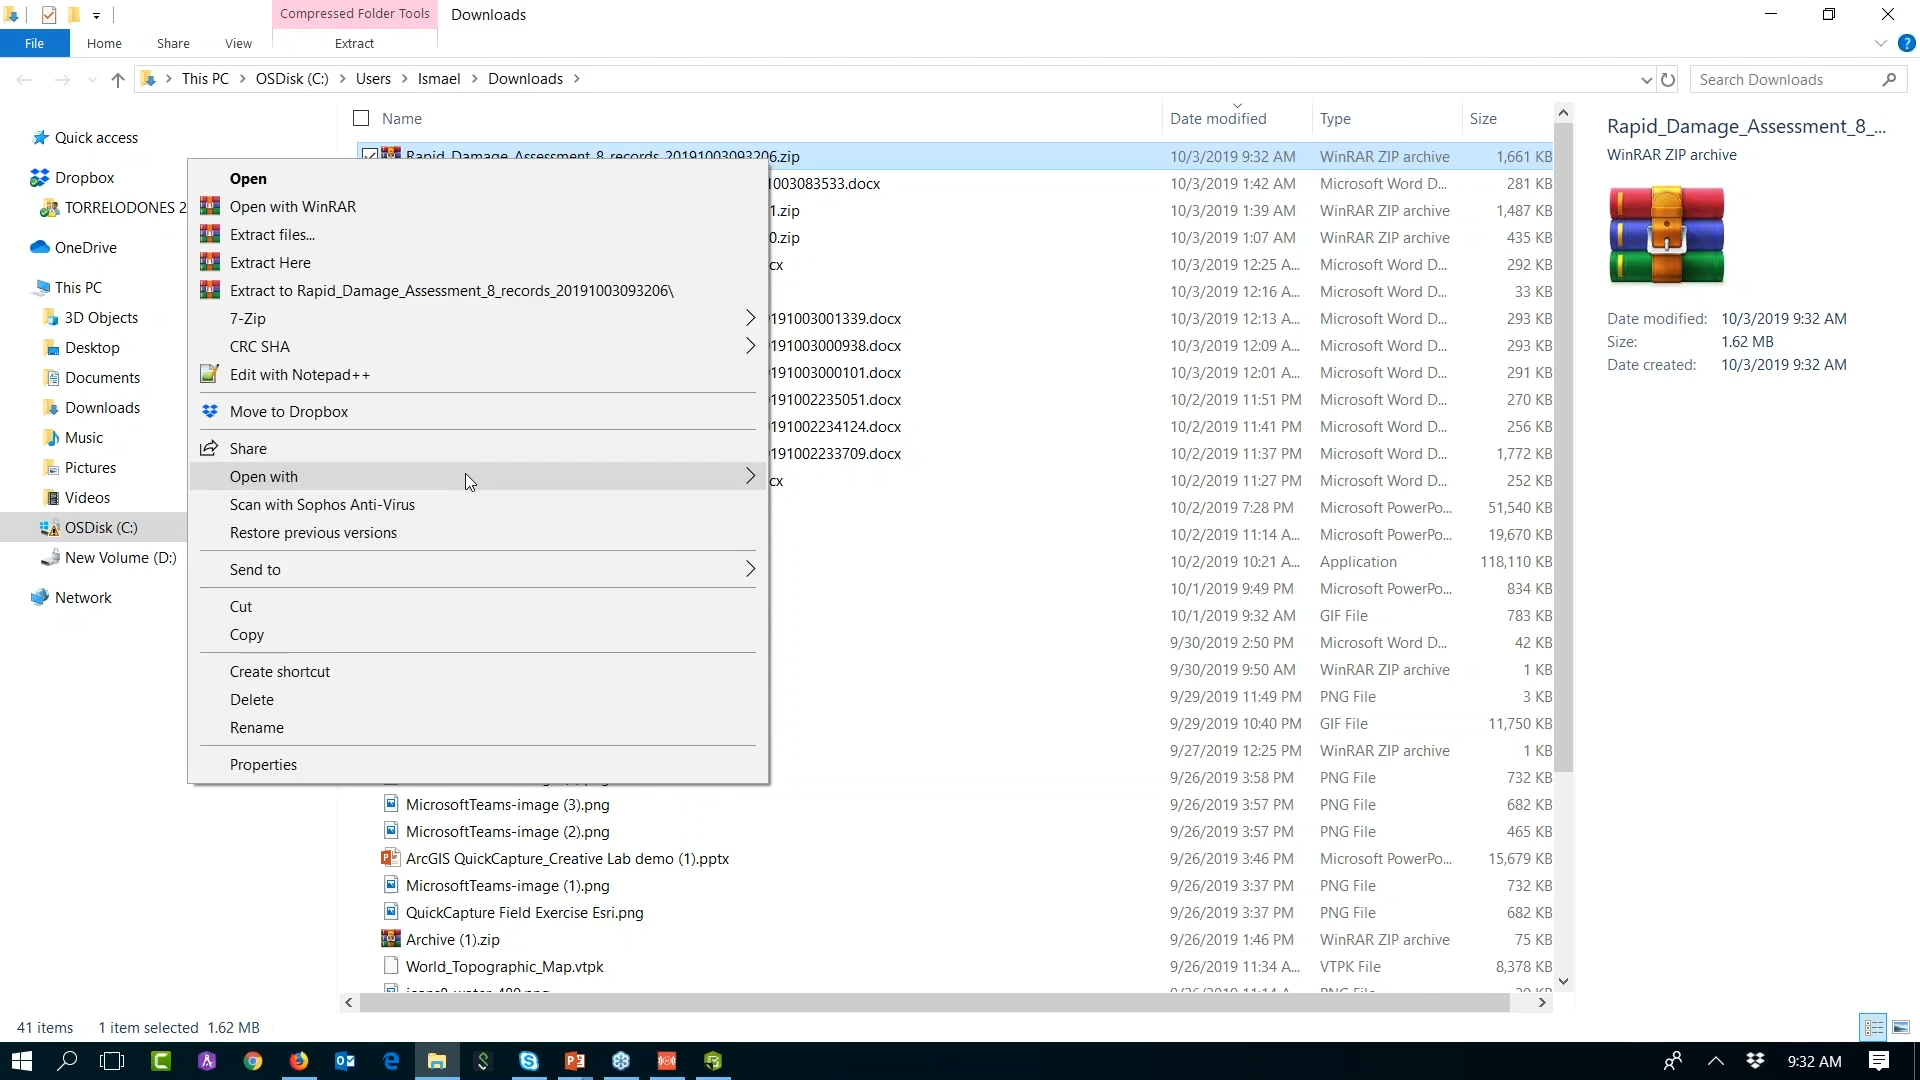 Compressed Folder Tools
Downloads
File
Home
Share
View
Extract
This PC
OSDisk (C:)
Users
Ismael
Downloads
Search Downloads
Name
Date modified
Type
Size
Rapid_Damage_Assessment_8_records_20191003093206.zip 10/3/2019 9:32 AM WinRAR ZIP archive 1,661 KB
1003083533.docx 10/3/2019 1:42 AM Microsoft Word D... 281 KB
1.zip 10/3/2019 1:39 AM WinRAR ZIP archive 1,487 KB
0.zip 10/3/2019 1:07 AM WinRAR ZIP archive 435 KB
cx 10/3/2019 12:25 A... Microsoft Word D... 292 KB
10/3/2019 12:16 A... Microsoft Word D... 33 KB
191003001339.docx 10/3/2019 12:13 A... Microsoft Word D... 293 KB
191003000938.docx 10/3/2019 12:09 A... Microsoft Word D... 293 KB
191003000101.docx 10/3/2019 12:01 A... Microsoft Word D... 291 KB
191002235051.docx 10/2/2019 11:51 PM Microsoft Word D... 270 KB
191002234124.docx 10/2/2019 11:41 PM Microsoft Word D... 256 KB
191002233709.docx 10/2/2019 11:37 PM Microsoft Word D... 1,772 KB
cx 10/2/2019 11:27 PM Microsoft Word D... 252 KB
10/2/2019 7:28 PM Microsoft PowerPo... 51,540 KB
10/2/2019 11:14 A... Microsoft PowerPo... 19,670 KB
10/2/2019 10:21 A... Application 118,110 KB
10/1/2019 9:49 PM Microsoft PowerPo... 834 KB
10/1/2019 9:32 AM GIF File 783 KB
9/30/2019 2:50 PM Microsoft Word D... 42 KB
9/30/2019 9:50 AM WinRAR ZIP archive 1 KB
9/29/2019 11:49 PM PNG File 3 KB
9/29/2019 10:40 PM GIF File 11,750 KB
9/27/2019 12:25 PM WinRAR ZIP archive 1 KB
9/26/2019 3:58 PM PNG File 732 KB
MicrosoftTeams-image (3).png 9/26/2019 3:57 PM PNG File 682 KB
MicrosoftTeams-image (2).png 9/26/2019 3:57 PM PNG File 465 KB
ArcGIS QuickCapture_Creative Lab demo (1).pptx 9/26/2019 3:46 PM Microsoft PowerPo... 15,679 KB
MicrosoftTeams-image (1).png 9/26/2019 3:37 PM PNG File 732 KB
QuickCapture Field Exercise Esri.png 9/26/2019 3:37 PM PNG File 682 KB
Archive (1).zip 9/26/2019 1:46 PM WinRAR ZIP archive 75 KB
World_Topographic_Map.vtpk 9/26/2019 11:34 A... VTPK File 8,378 KB
Quick access
Dropbox
TORRELODONES 2
OneDrive
This PC
3D Objects
Desktop
Documents
Downloads
Music
Pictures
Videos
OSDisk (C:)
New Volume (D:)
Network
Open
Open with WinRAR
Extract files...
Extract Here
Extract to Rapid_Damage_Assessment_8_records_20191003093206\
7-Zip
CRC SHA
Edit with Notepad++
Move to Dropbox
Share
Open with
Scan with Sophos Anti-Virus
Restore previous versions
Send to
Cut
Copy
Create shortcut
Delete
Rename
Properties
Rapid_Damage_Assessment_8_...
WinRAR ZIP archive
Date modified: 10/3/2019 9:32 AM
Size: 1.62 MB
Date created: 10/3/2019 9:32 AM
41 items
1 item selected 1.62 MB
9:32 AM